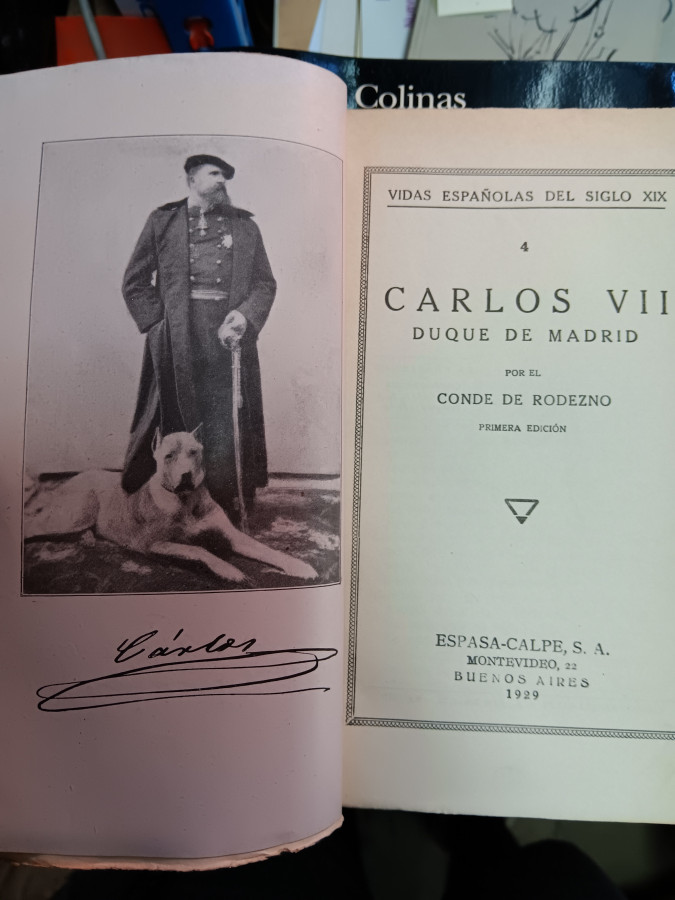 Colinas
Cárlos
VIDAS ESPAÑOLAS DEL SIGLO XIX
4
CARLOS VII
DUQUE DE MADRID
POR EL
CONDE DE RODEZNO
PRIMERA EDICIÓN
ESPASA-CALPE, S. A.
MONTEVIDEO, 22
BUENOS AIRES
1929